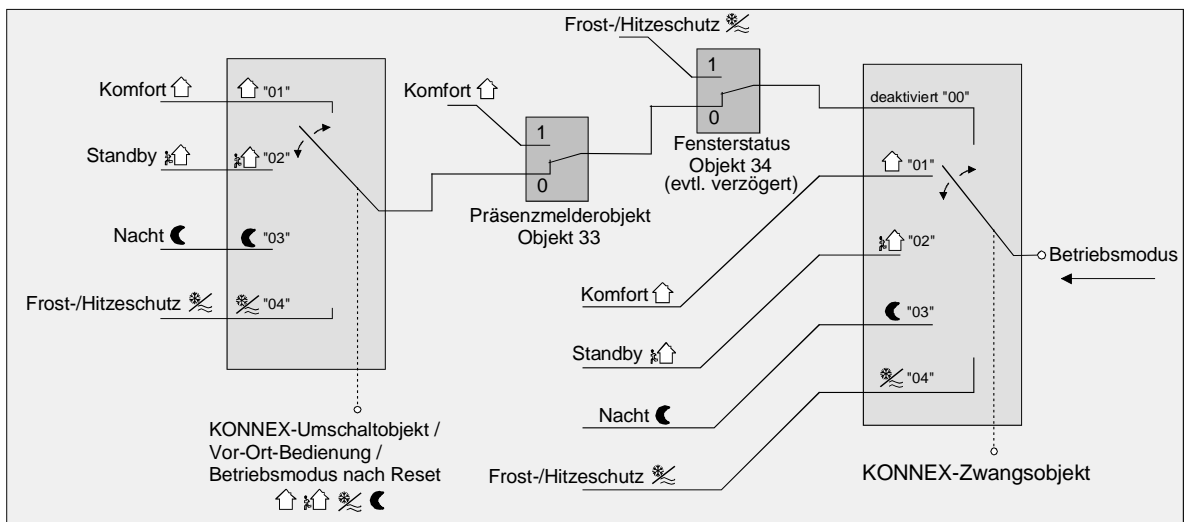 Frost-/Hitzeschutz
Komfort
"01"
Standby
"02"
Nacht
"03"
Frost-/Hitzeschutz
"04"
KONNEX-Umschaltobjekt /
Vor-Ort-Bedienung /
Betriebsmodus nach Reset
Komfort
1
0
Präsenzmelderobjekt
Objekt 33
1
0
Fensterstatus
Objekt 34
(evtl. verzögert)
deaktiviert "00"
"01"
"02"
"03"
"04"
Komfort
Standby
Nacht
Frost-/Hitzeschutz
Betriebsmodus
KONNEX-Zwangsobjekt